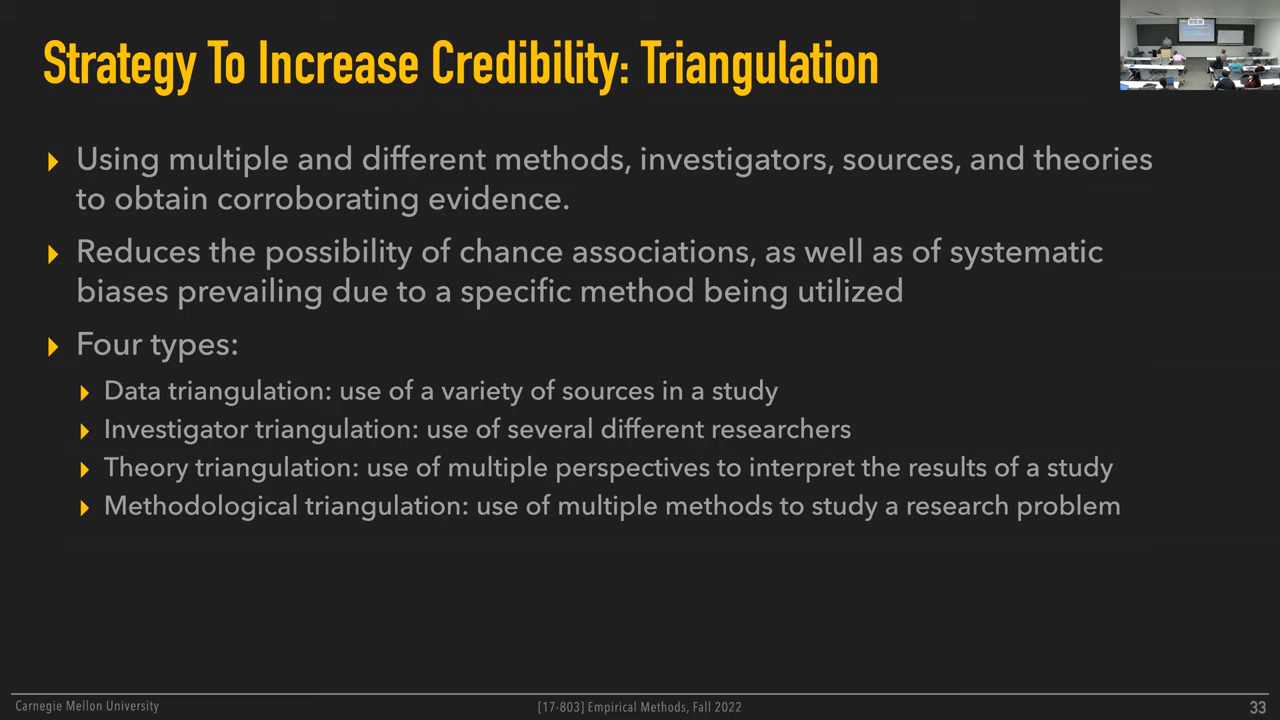 Strategy To Increase Credibility: Triangulation
Using multiple and different methods, investigators, sources, and theories
to obtain corroborating evidence.
Reduces the possibility of chance associations, as well as of systematic
biases prevailing due to a specific method being utilized
Four types:
Data triangulation: use of a variety of sources in a study
Investigator triangulation: use of several different researchers
Theory triangulation: use of multiple perspectives to interpret the results of a study
Methodological triangulation: use of multiple methods to study a research problem
Carnegie Mellon University
[17-803] Empirical Methods, Fall 2022
33